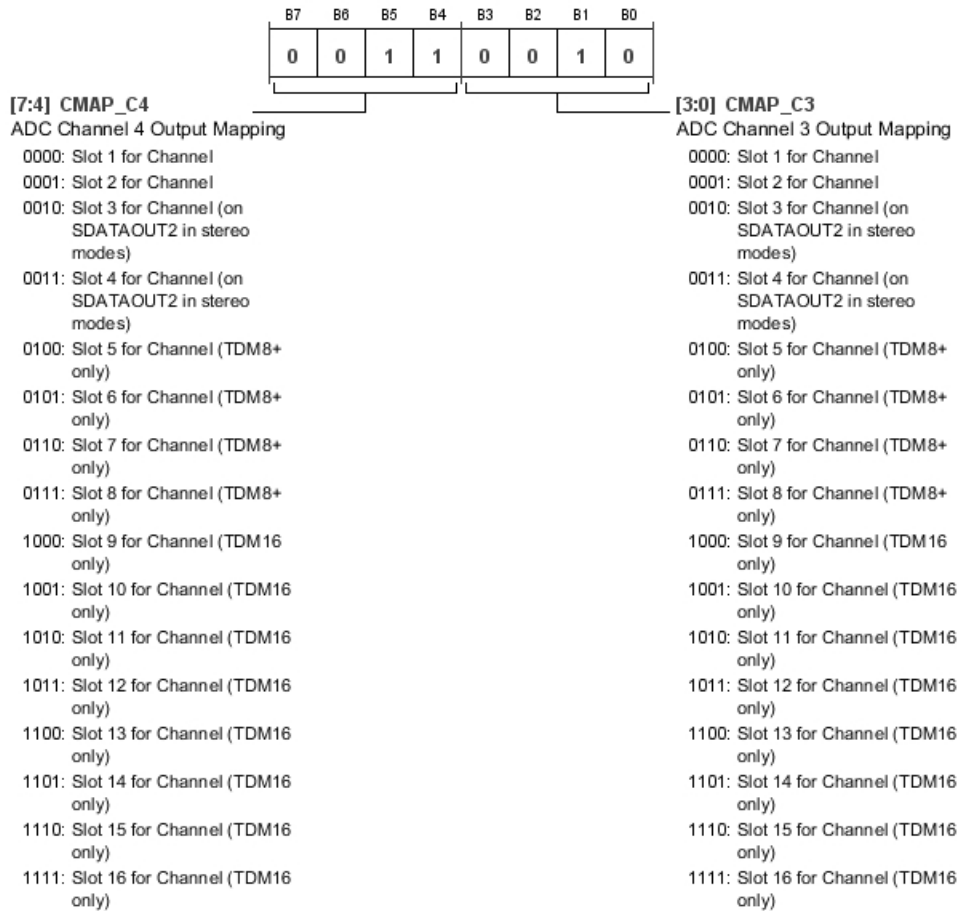 B7 B6 B5 B4 B3 B2 B1 B0
0 0 1 1 0 0 1 0
[7:4] CMAP_C4
ADC Channel 4 Output Mapping
0000: Slot 1 for Channel
0001: Slot 2 for Channel
0010: Slot 3 for Channel (on
SDATAOUT2 in stereo
modes)
0011: Slot 4 for Channel (on
SDATAOUT2 in stereo
modes)
0100: Slot 5 for Channel (TDM8+
only)
0101: Slot 6 for Channel (TDM8+
only)
0110: Slot 7 for Channel (TDM8+
only)
0111: Slot 8 for Channel (TDM8+
only)
1000: Slot 9 for Channel (TDM16
only)
1001: Slot 10 for Channel (TDM16
only)
1010: Slot 11 for Channel (TDM16
only)
1011: Slot 12 for Channel (TDM16
only)
1100: Slot 13 for Channel (TDM16
only)
1101: Slot 14 for Channel (TDM16
only)
1110: Slot 15 for Channel (TDM16
only)
1111: Slot 16 for Channel (TDM16
only)
[3:0] CMAP_C3
ADC Channel 3 Output Mapping
0000: Slot 1 for Channel
0001: Slot 2 for Channel
0010: Slot 3 for Channel (on
SDATAOUT2 in stereo
modes)
0011: Slot 4 for Channel (on
SDATAOUT2 in stereo
modes)
0100: Slot 5 for Channel (TDM8+
only)
0101: Slot 6 for Channel (TDM8+
only)
0110: Slot 7 for Channel (TDM8+
only)
0111: Slot 8 for Channel (TDM8+
only)
1000: Slot 9 for Channel (TDM16
only)
1001: Slot 10 for Channel (TDM16
only)
1010: Slot 11 for Channel (TDM16
only)
1011: Slot 12 for Channel (TDM16
only)
1100: Slot 13 for Channel (TDM16
only)
1101: Slot 14 for Channel (TDM16
only)
1110: Slot 15 for Channel (TDM16
only)
1111: Slot 16 for Channel (TDM16
only)